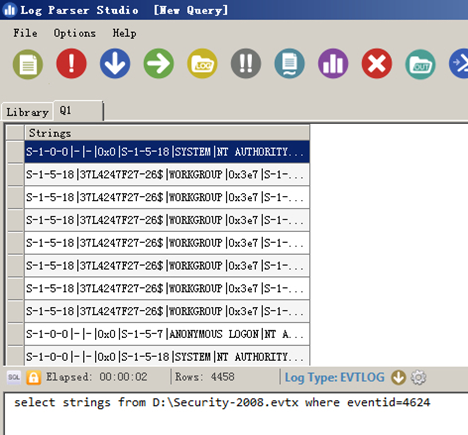 Log Parser Studio [New Query]
File Options Help
LOG OUT
Library Q1
Strings
S-1-0-0|-|-|0x0|S-1-5-18|SYSTEM|NT AUTHORITY...
S-1-5-18|37L4247F27-26$|WORKGROUP|0x3e7|S-1-...
S-1-5-18|37L4247F27-26$|WORKGROUP|0x3e7|S-1-...
S-1-5-18|37L4247F27-26$|WORKGROUP|0x3e7|S-1-...
S-1-5-18|37L4247F27-26$|WORKGROUP|0x3e7|S-1-...
S-1-5-18|37L4247F27-26$|WORKGROUP|0x3e7|S-1-...
S-1-5-18|37L4247F27-26$|WORKGROUP|0x3e7|S-1-...
S-1-5-18|37L4247F27-26$|WORKGROUP|0x3e7|S-1-...
S-1-0-0|-|-|0x0|S-1-5-7|ANONYMOUS LOGON|NT A...
S-1-0-0|-|-|0x0|S-1-5-18|SYSTEM|NT AUTHORITY...
SQL Elapsed: 00:00:02 Rows: 4458 Log Type: EVTLOG
select strings from D:\Security-2008.evtx where eventid=4624